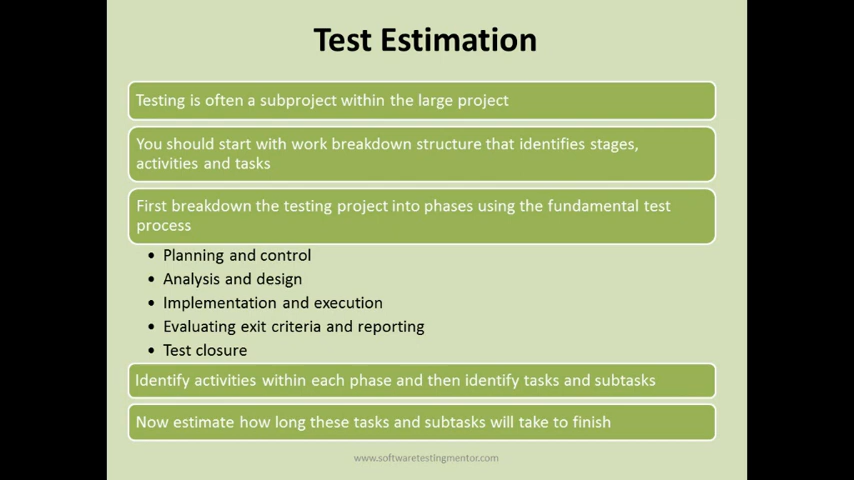 Test Estimation
Testing is often a subproject within the large project
You should start with work breakdown structure that identifies stages,
activities and tasks
First breakdown the testing project into phases using the fundamental test
process
• Planning and control
• Analysis and design
• Implementation and execution
• Evaluating exit criteria and reporting
• Test closure
Identify activities within each phase and then identify tasks and subtasks
Now estimate how long these tasks and subtasks will take to finish
www.softwaretestingmentor.com